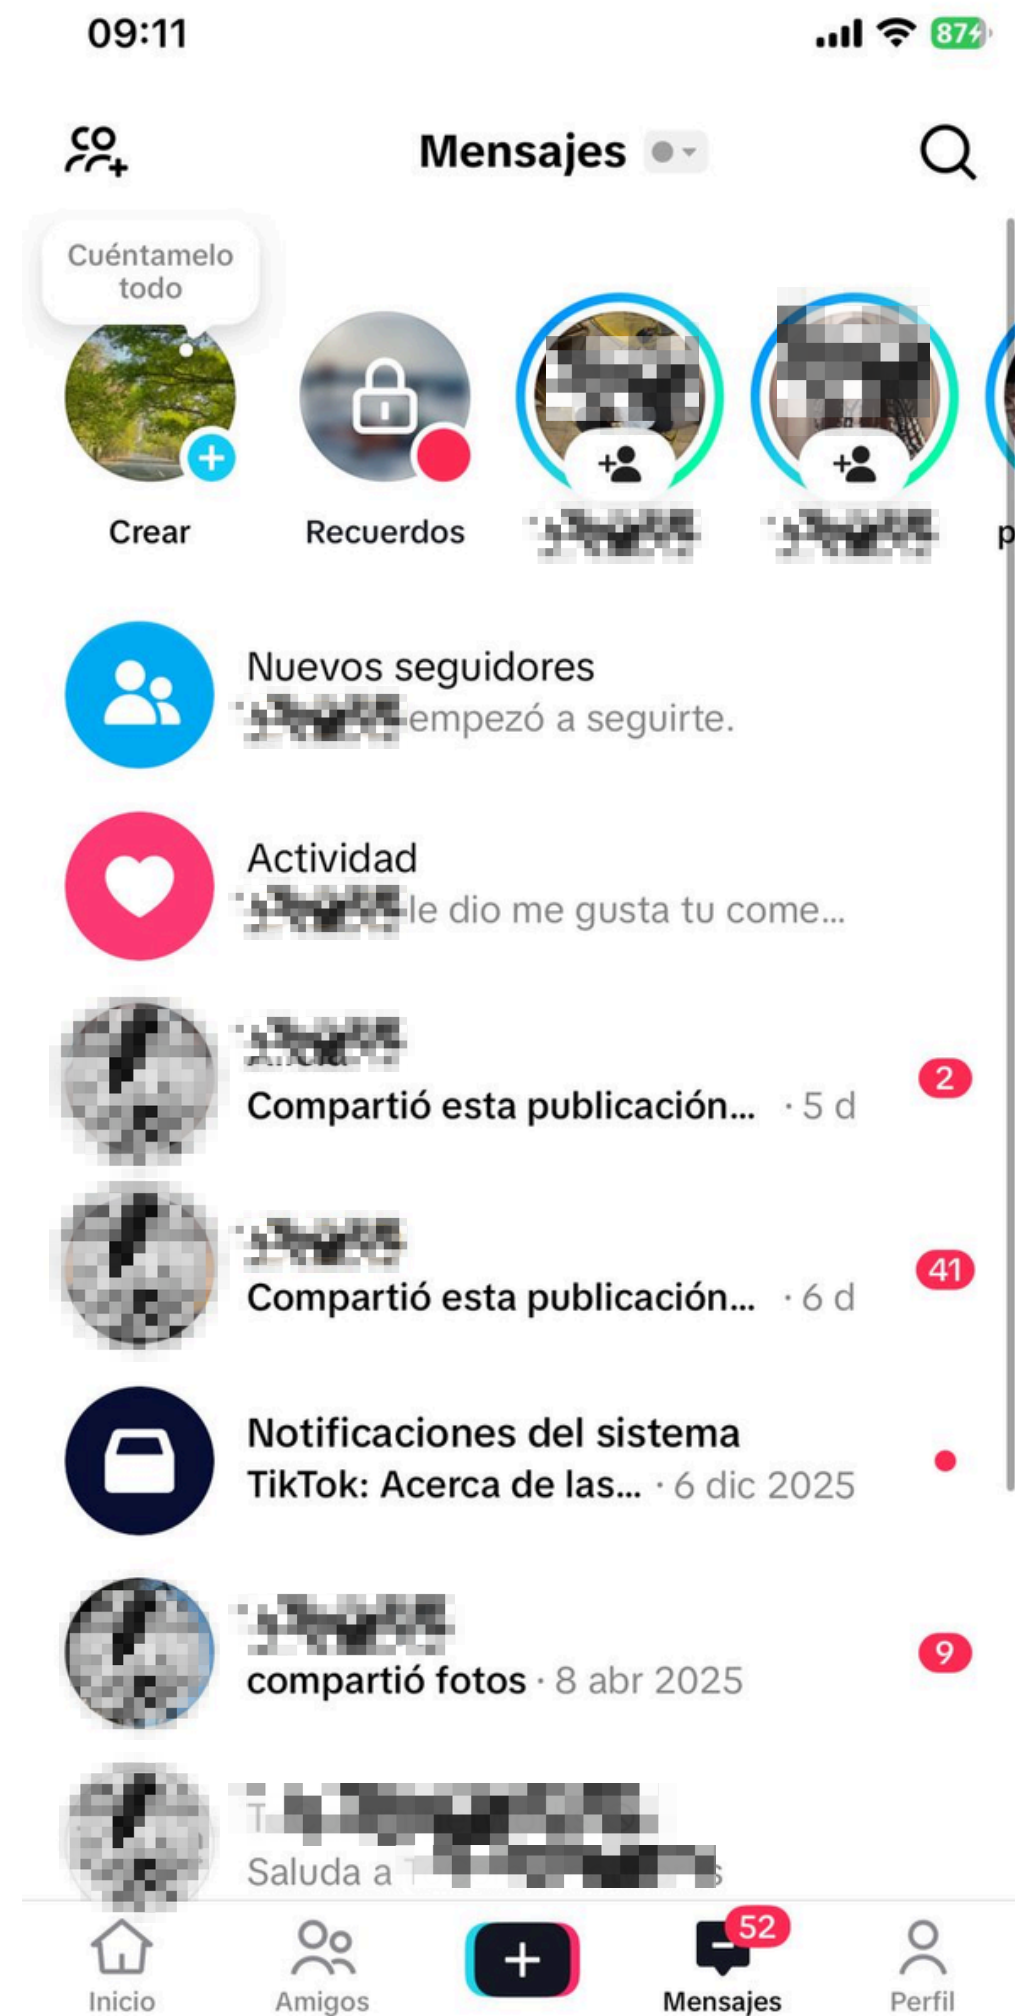 09:11
87
Mensajes
Cuéntamelo
todo
Crear
Recuerdos
p
Nuevos seguidores
empezó a seguirte.
Actividad
le dio me gusta tu come...
Compartió esta publicación... · 5 d
2
Compartió esta publicación... · 6 d
41
Notificaciones del sistema
TikTok: Acerca de las... · 6 dic 2025
compartió fotos · 8 abr 2025
9
Saluda a
52
Inicio
Amigos
Mensajes
Perfil